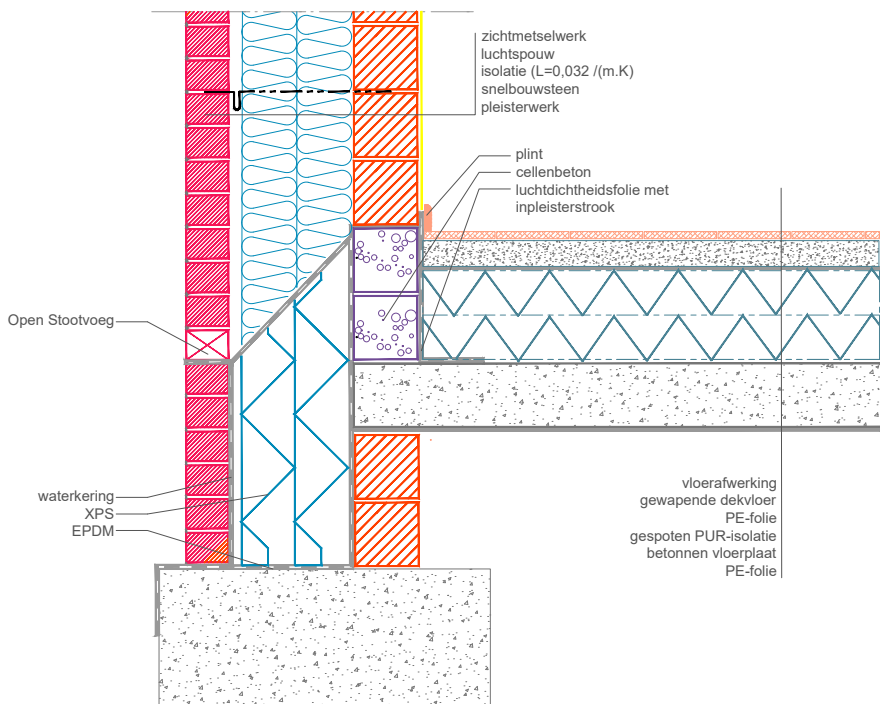 zichtmetselwerk
luchtspouw
isolatie (L=0,032 /(m.K)
snelbouwsteen
pleisterwerk
plint
cellenbeton
luchtdichtheidsfolie met
inpleisterstrook
Open Stootvoeg
waterkering
XPS
EPDM
vloerafwerking
gewapende dekvloer
PE-folie
gespoten PUR-isolatie
betonnen vloerplaat
PE-folie